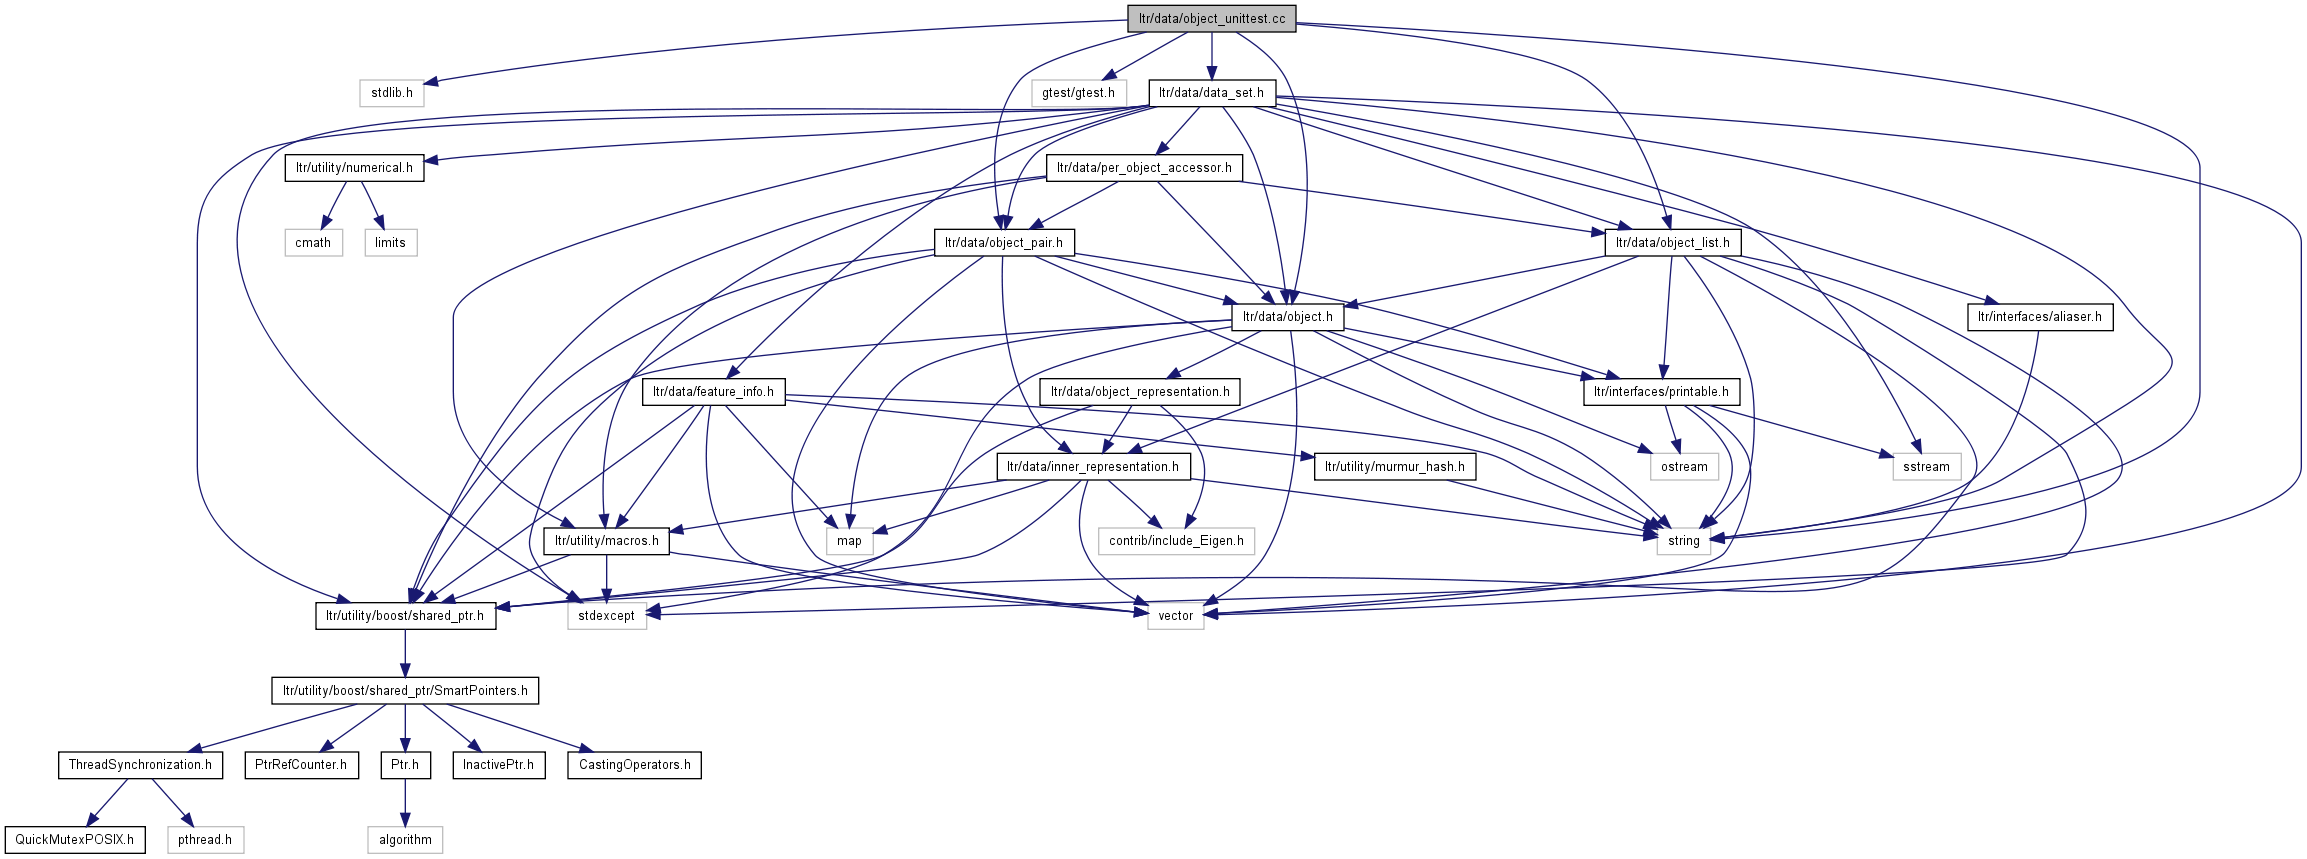 ltr/data/object_unittest.cc
stdlib.h
gtest/gtest.h
ltr/data/data_set.h
ltr/utility/numerical.h
ltr/data/per_object_accessor.h
cmath
limits
ltr/data/object_pair.h
ltr/data/object_list.h
ltr/data/object.h
ltr/interfaces/aliaser.h
ltr/data/feature_info.h
ltr/data/object_representation.h
ltr/interfaces/printable.h
ltr/data/inner_representation.h
ltr/utility/murmur_hash.h
ostream
sstream
ltr/utility/macros.h
map
contrib/include_Eigen.h
string
ltr/utility/boost/shared_ptr.h
stdexcept
vector
ltr/utility/boost/shared_ptr/SmartPointers.h
ThreadSynchronization.h
PtrRefCounter.h
Ptr.h
InactivePtr.h
CastingOperators.h
QuickMutexPOSIX.h
pthread.h
algorithm